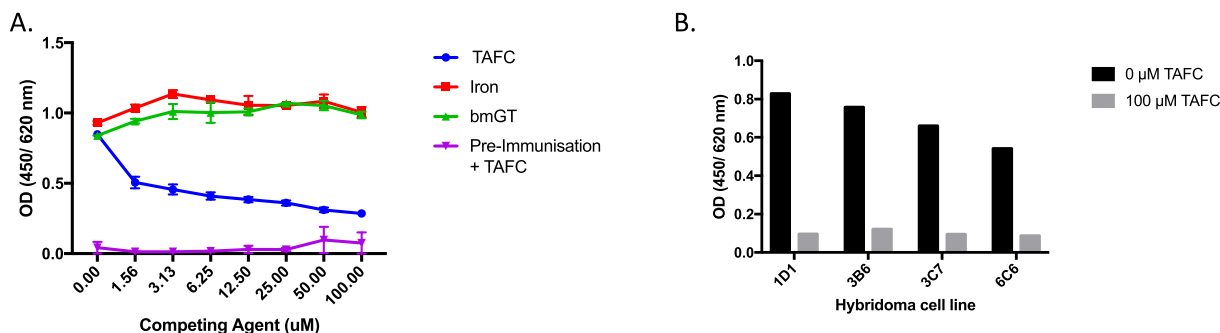 A.
OD (450/ 620 nm)
1.5
1.0
0.5
0.0
0.00
1.56
3.13
6.25
12.50
25.00
50.00
100.00
Competing Agent (uM)
TAFC
Iron
bmGT
Pre-Immunisation
+ TAFC
B.
OD (450/ 620 nm)
1.0
0.8
0.6
0.4
0.2
0.0
1D1
3B6
3C7
6C6
Hybridoma cell line
0 µM TAFC
100 µM TAFC